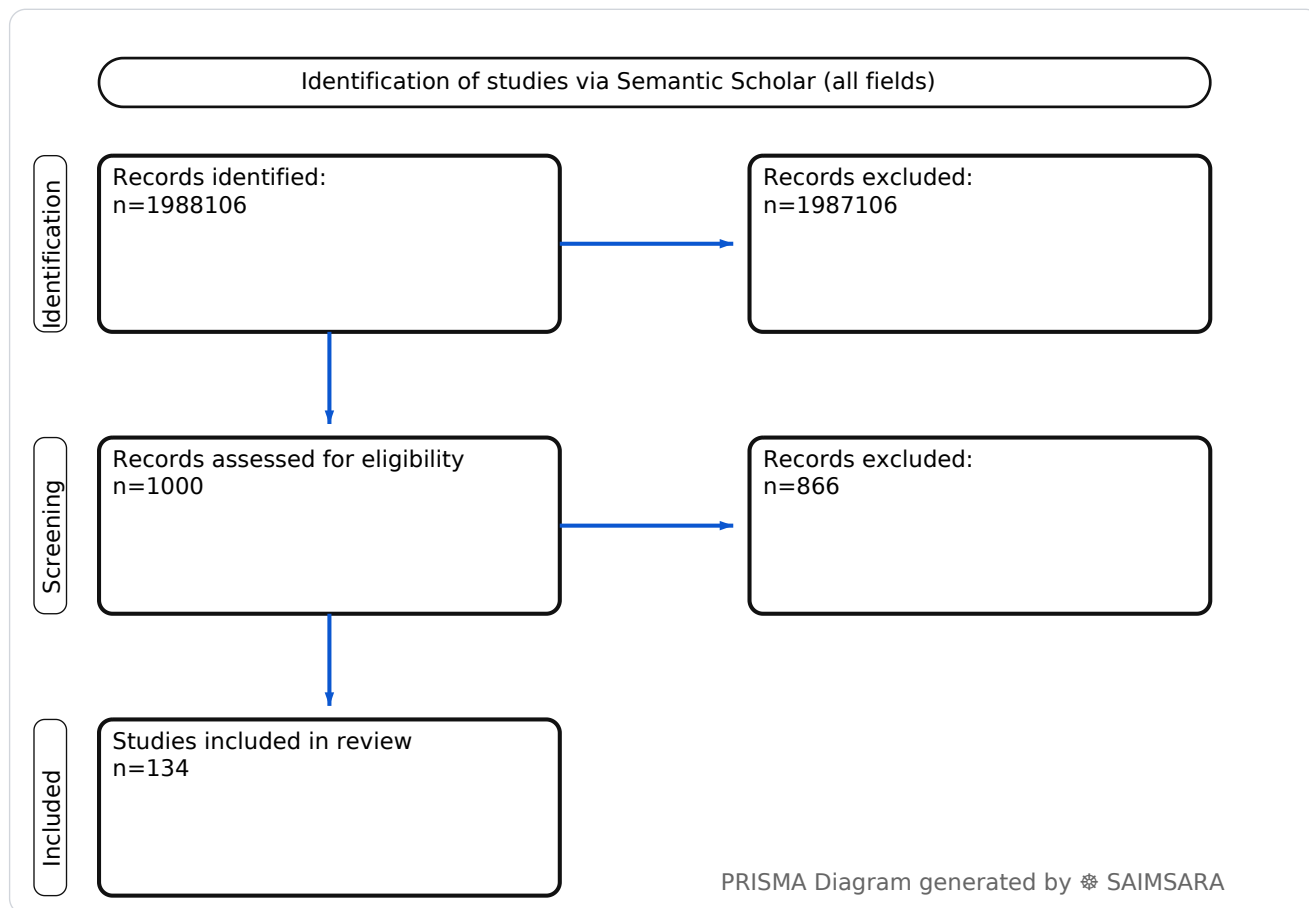 Identification of studies via Semantic Scholar (all fields)
Identification
Records identified:
n=1988106
Records excluded:
n=1987106
Screening
Records assessed for eligibility
n=1000
Records excluded:
n=866
Included
Studies included in review
n=134
PRISMA Diagram generated by ☸ SAIMSARA